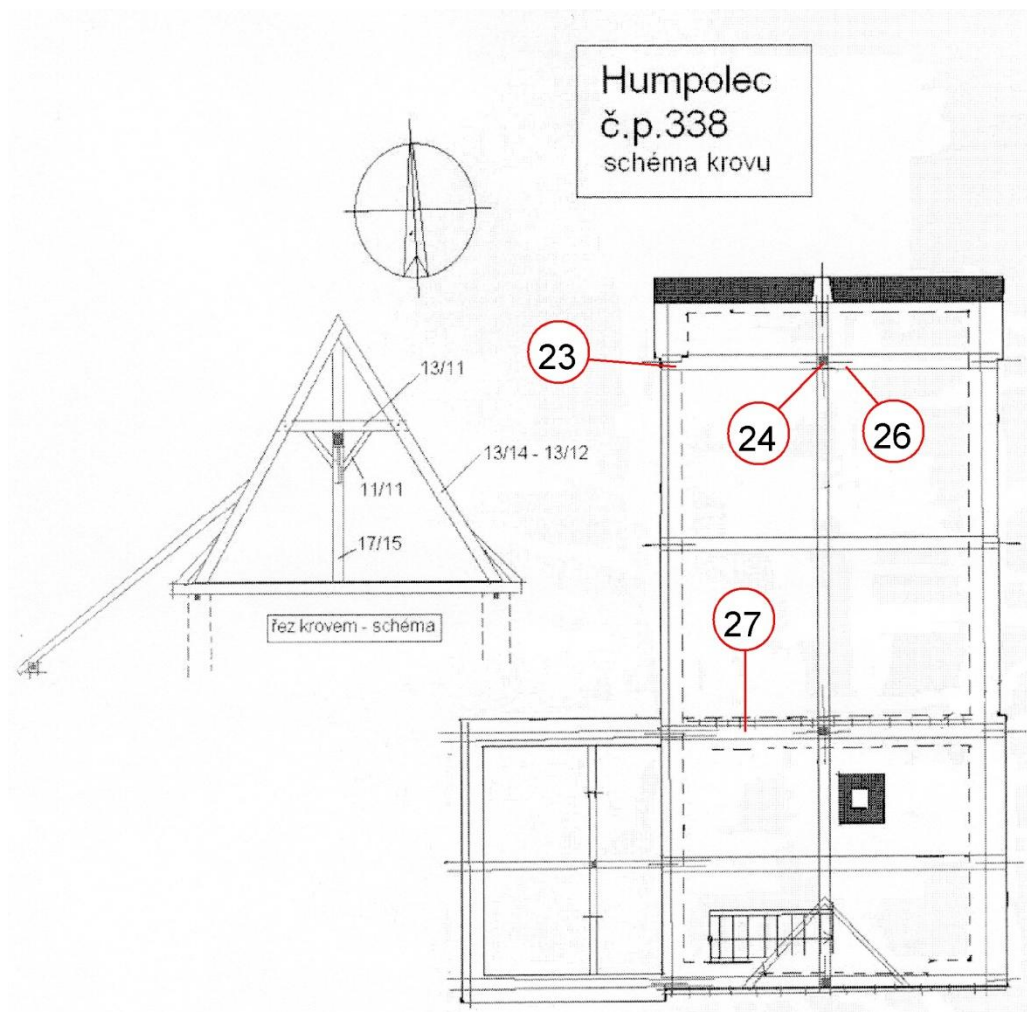 Humpolec
č.p.338
schéma krovu
23
24
26
13/11
13/14 - 13/12
11/11
17/15
řez krovem - schéma
27